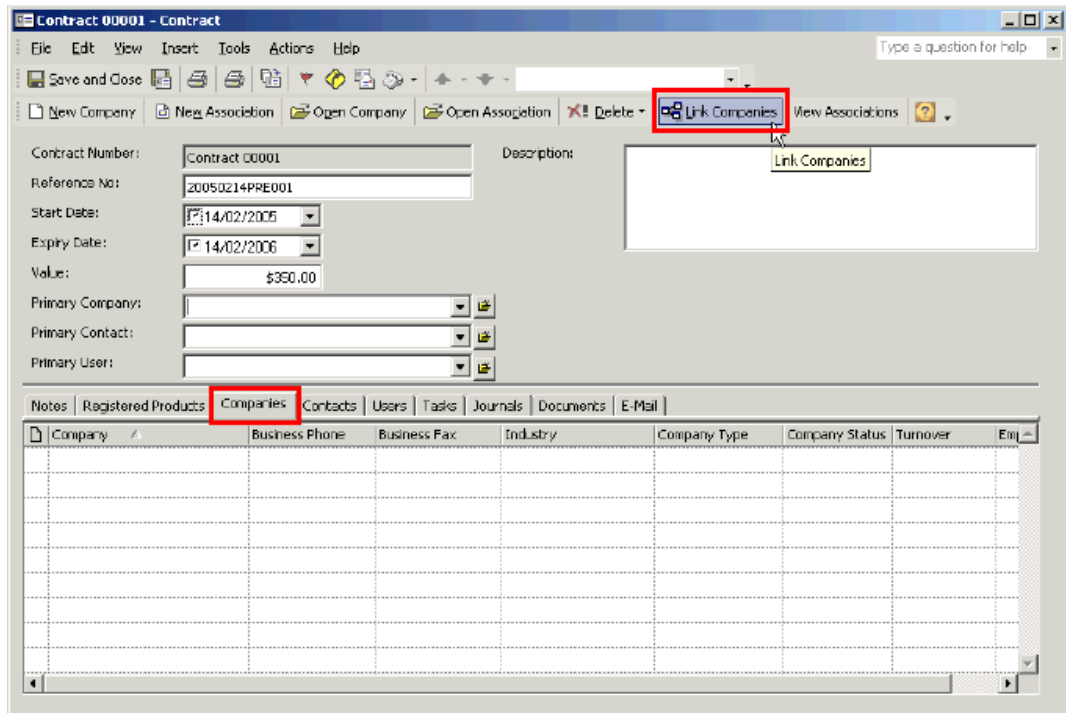 Contract 00001 - Contract
File Edit View Insert Tools Actions Help Type a question for help
Save and Close
New Company New Association Open Company Open Association Delete Link Companies View Associations
Link Companies
Contract Number: Contract 00001 Description:
Reference No: 20050214PRE001
Start Date: 14/02/2005
Expiry Date: 14/02/2006
Value: $350.00
Primary Company:
Primary Contact:
Primary User:
Notes Registered Products Companies Contacts Users Tasks Journals Documents E-Mail
Company Business Phone Business Fax Industry Company Type Company Status Turnover Em